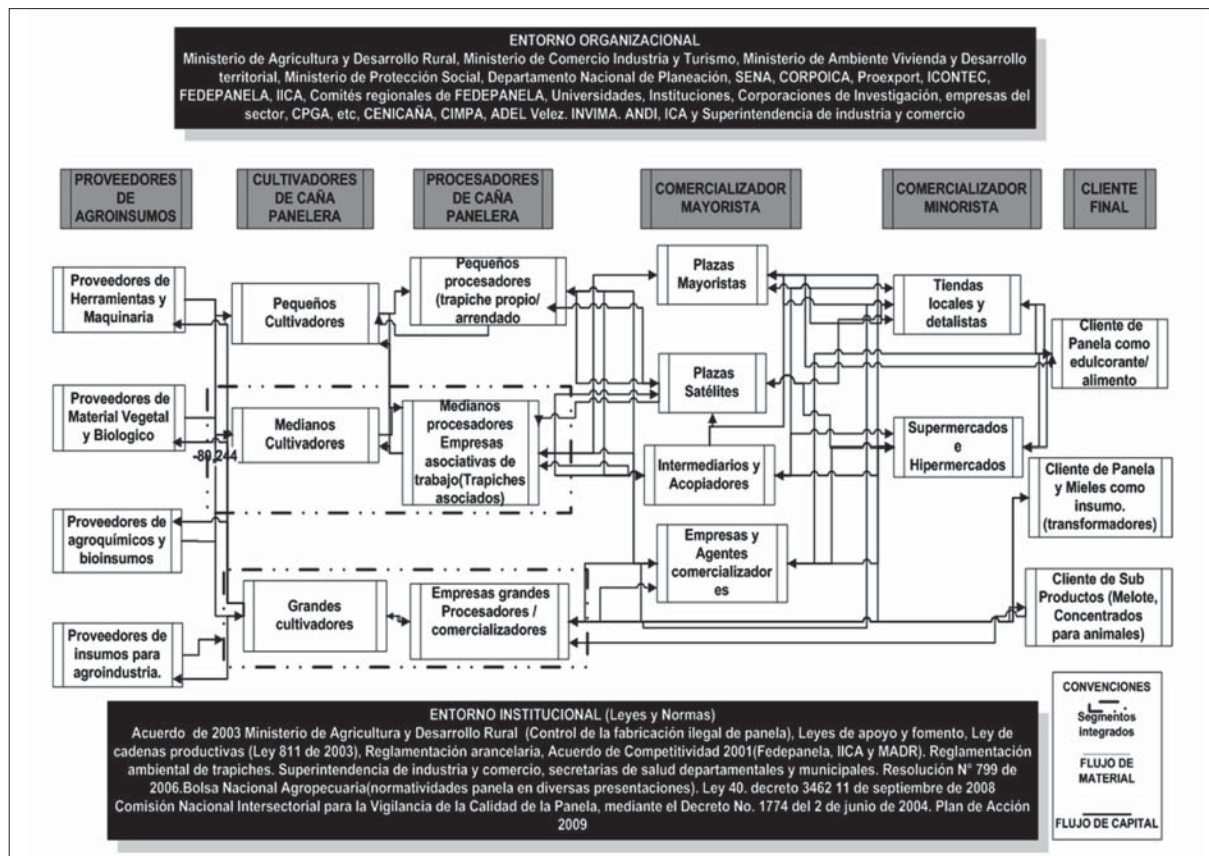 ENTORNO ORGANIZACIONAL
Ministerio de Agricultura y Desarrollo Rural, Ministerio de Comercio Industria y Turismo, Ministerio de Ambiente Vivienda y Desarrollo
territorial, Ministerio de Protección Social, Departamento Nacional de Planeación, SENA, CORPOICA, Proexport, ICONTEC,
FEDEPANELA, IICA, Comités regionales de FEDEPANELA, Universidades, Instituciones, Corporaciones de Investigación, empresas del
sector, CPGA, etc, CENICAÑA, CIMPA, ADEL Velez. INVIMA. ANDI, ICA y Superintendencia de industria y comercio
PROVEEDORES
DE
AGROINSUMOS
CULTIVADORES
DE CAÑA
PANELERA
PROCESADORES
DE CAÑA
PANELERA
COMERCIALIZADOR
MAYORISTA
COMERCIALIZADOR
MINORISTA
CLIENTE
FINAL
Proveedores de
Herramientas y
Maquinaria
Proveedores de
Material Vegetal
y Biologico
Proveedores de
agroquímicos y
bioinsumos
Proveedores de
insumos para
agroindustria.
Pequeños
Cultivadores
Medianos
Cultivadores
-80,244
Grandes
cultivadores
Pequeños
procesadores
(trapiche propio/
arrendado
Medianos
procesadores
Empresas
asociativas de
trabajo(Trapiches
asociados)
Empresas grandes
Procesadores /
comercializadores
Plazas
Mayoristas
Plazas
Satélites
Intermediarios y
Acopiadores
Empresas y
Agentes
comercializador
es
Tiendas
locales y
detalistas
Supermercados
e
Hipermercados
Cliente de
Panela como
edulcorante/
alimento
Cliente de Panela
y Mieles como
insumo.
(transformadores)
Cliente de Sub
Productos (Melote,
Concentrados
para animales)
CONVENCIONES
Segmentos
integrados
FLUJO DE
MATERIAL
FLUJO DE CAPITAL
ENTORNO INSTITUCIONAL (Leyes y Normas)
Acuerdo de 2003 Ministerio de Agricultura y Desarrollo Rural (Control de la fabricación ilegal de panela), Leyes de apoyo y fomento, Ley de
cadenas productivas (Ley 811 de 2003), Reglamentación arancelaria, Acuerdo de Competitividad 2001(Fedepanela, IICA y MADR). Reglamentación
ambiental de trapiches. Superintendencia de industria y comercio, secretarias de salud departamentales y municipales. Resolución N° 799 de
2006.Bolsa Nacional Agropecuaria(normatividades panela en diversas presentaciones). Ley 40. decreto 3462 11 de septiembre de 2008
Comisión Nacional Intersectorial para la Vigilancia de la Calidad de la Panela, mediante el Decreto No. 1774 del 2 de junio de 2004. Plan de Acción
2009